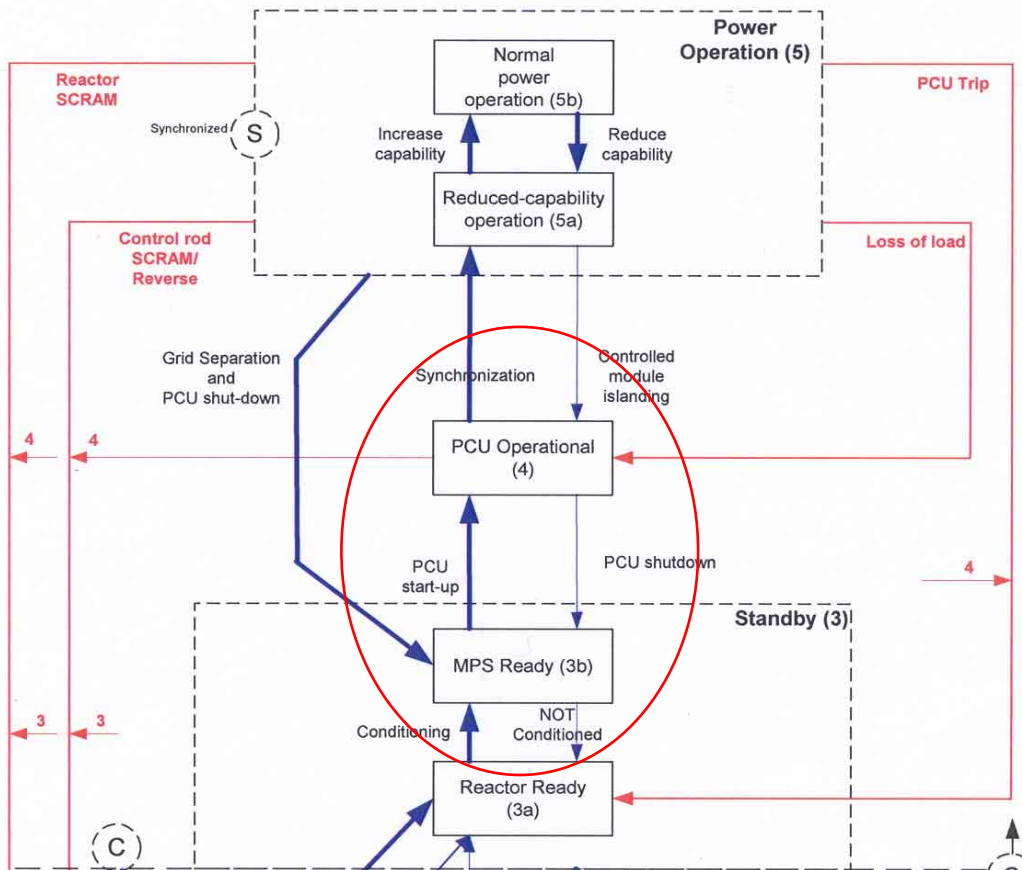 Power
Operation (5)
Normal
power
operation (5b)
Reactor
SCRAM
PCU Trip
Synchronized
S
Increase
capability
Reduce
capability
Reduced-capability
operation (5a)
Control rod
SCRAM/
Reverse
Loss of load
Grid Separation
and
PCU shut-down
Synchronization
Controlled
module
islanding
4
4
PCU Operational
(4)
PCU
start-up
PCU shutdown
4
Standby (3)
MPS Ready (3b)
3
3
Conditioning
NOT
Conditioned
Reactor Ready
(3a)
C